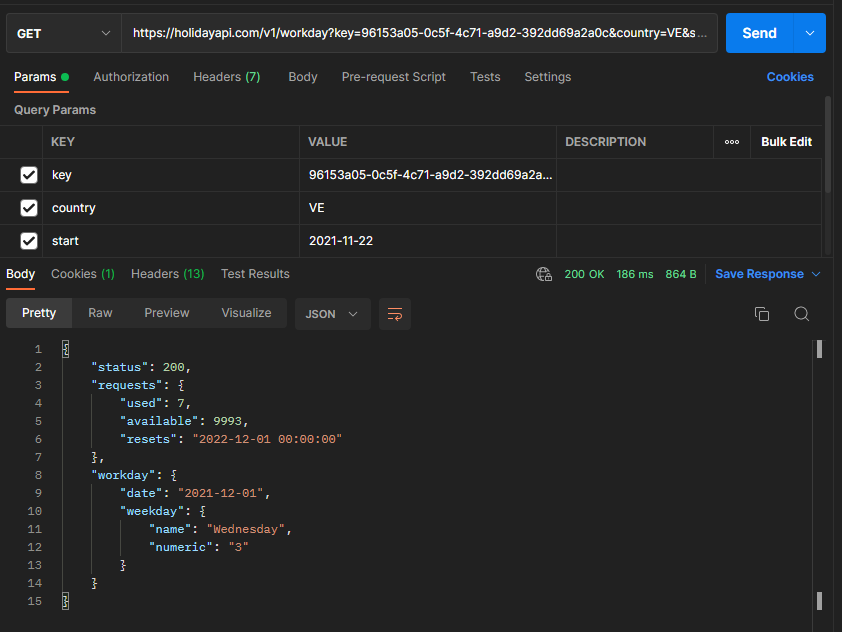 GET https://holidayapi.com/v1/workday?key=96153a05-0c5f-4c71-a9d2-392dd69a2a0c&country=VE&s... Send
Params Authorization Headers (7) Body Pre-request Script Tests Settings Cookies
Query Params
KEY VALUE DESCRIPTION ooo Bulk Edit
key 96153a05-0c5f-4c71-a9d2-392dd69a2a...
country VE
start 2021-11-22
Body Cookies (1) Headers (13) Test Results 200 OK 186 ms 864 B Save Response
Pretty Raw Preview Visualize JSON
1 {
2 "status": 200,
3 "requests": {
4 "used": 7,
5 "available": 9993,
6 "resets": "2022-12-01 00:00:00"
7 },
8 "workday": {
9 "date": "2021-12-01",
10 "weekday": {
11 "name": "Wednesday",
12 "numeric": "3"
13 }
14 }
15 }